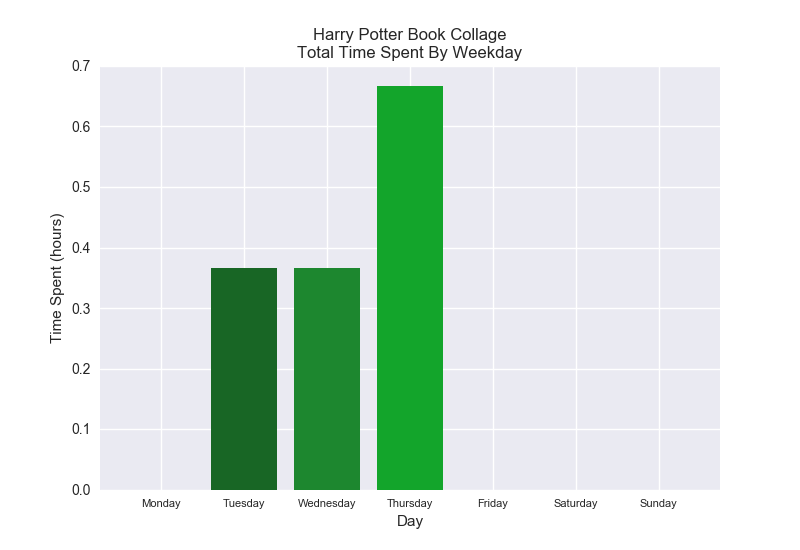 Harry Potter Book Collage
Total Time Spent By Weekday
0.7
0.6
0.5
0.4
0.3
0.2
0.1
0.0
Time Spent (hours)
Monday Tuesday Wednesday Thursday Friday Saturday Sunday
Day